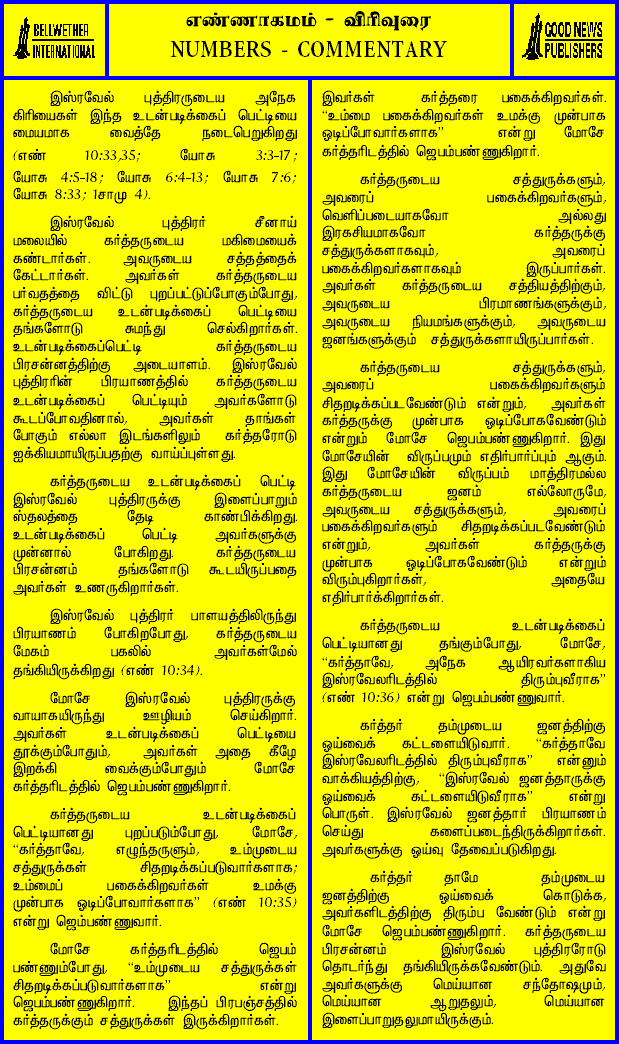 BELLWETHER
INTERNATIONAL
எண்ணாகமம் - விரிவுரை
NUMBERS - COMMENTARY
GOOD NEWS
PUBLISHERS
இஸ்ரவேல் புத்திரருடைய அநேக
கிரியைகள் இந்த உடன்படிக்கைப் பெட்டியை
மையமாக வைத்தே நடைபெறுகிறது
(எண் 10:33,35; யோசு 3:3-17;
யோசு 4:5-18; யோசு 6:4-13; யோசு 7:6;
யோசு 8:33; 1சாமு 4).
இஸ்ரவேல் புத்திரர் சீனாய்
மலையில் கர்த்தருடைய மகிமையைக்
கண்டார்கள். அவருடைய சத்தத்தைக்
கேட்டார்கள். அவர்கள் கர்த்தருடைய
பர்வதத்தை விட்டு புறப்பட்டுப்போகும்போது,
கர்த்தருடைய உடன்படிக்கைப் பெட்டியை
தங்களோடு சுமந்து செல்கிறார்கள்.
உடன்படிக்கைப்பெட்டி கர்த்தருடைய
பிரசன்னத்திற்கு அடையாளம். இஸ்ரவேல்
புத்திரரின் பிரயாணத்தில் கர்த்தருடைய
உடன்படிக்கைப் பெட்டியும் அவர்களோடு
கூடப்போவதினால், அவர்கள் தாங்கள்
போகும் எல்லா இடங்களிலும் கர்த்தரோடு
ஐக்கியமாயிருப்பதற்கு வாய்ப்புள்ளது.
கர்த்தருடைய உடன்படிக்கைப் பெட்டி
இஸ்ரவேல் புத்திரருக்கு இளைப்பாறும்
ஸ்தலத்தை தேடி காண்பிக்கிறது.
உடன்படிக்கைப் பெட்டி அவர்களுக்கு
முன்னால் போகிறது. கர்த்தருடைய
பிரசன்னம் தங்களோடு கூடயிருப்பதை
அவர்கள் உணருகிறார்கள்.
இஸ்ரவேல் புத்திரர் பாளயத்திலிருந்து
பிரயாணம் போகிறபோது, கர்த்தருடைய
மேகம் பகலில் அவர்கள்மேல்
தங்கியிருக்கிறது (எண் 10:34).
மோசே இஸ்ரவேல் புத்திரருக்கு
வாயாகயிருந்து ஊழியம் செய்கிறார்.
அவர்கள் உடன்படிக்கைப் பெட்டியை
தூக்கும்போதும், அவர்கள் அதை கீழே
இறக்கி வைக்கும்போதும் மோசே
கர்த்தரிடத்தில் ஜெபம்பண்ணுகிறார்.
கர்த்தருடைய உடன்படிக்கைப்
பெட்டியானது புறப்படும்போது, மோசே,
“கர்த்தாவே, எழுந்தருளும், உம்முடைய
சத்துருக்கள் சிதறடிக்கப்படுவார்களாக;
உம்மைப் பகைக்கிறவர்கள் உமக்கு
முன்பாக ஓடிப்போவார்களாக” (எண் 10:35)
என்று ஜெம்பண்ணுவார்.
மோசே கர்த்தரிடத்தில் ஜெபம்
பண்ணும்போது, “உம்முடைய சத்துருக்கள்
சிதறடிக்கப்படுவார்களாக” என்று
ஜெபம்பண்ணுகிறார். இந்தப் பிரபஞ்சத்தில்
கர்த்தருக்கும் சத்துருக்கள் இருக்கிறார்கள்.
இவர்கள் கர்த்தரை பகைக்கிறவர்கள்.
“உம்மை பகைக்கிறவர்கள் உமக்கு முன்பாக
ஓடிப்போவார்களாக” என்று மோசே
கர்த்தரிடத்தில் ஜெபம்பண்ணுகிறார்.
கர்த்தருடைய சத்துருக்களும்,
அவரைப் பகைக்கிறவர்களும்,
வெளிப்படையாகவோ அல்லது
இரகசியமாகவோ கர்த்தருக்கு
சத்துருக்களாகவும், அவரைப்
பகைக்கிறவர்களாகவும் இருப்பார்கள்.
அவர்கள் கர்த்தருடைய சத்தியத்திற்கும்,
அவருடைய பிரமாணங்களுக்கும்,
அவருடைய நியமங்களுக்கும், அவருடைய
ஜனங்களுக்கும் சத்துருக்களாயிருப்பார்கள்.
கர்த்தருடைய சத்துருக்களும்,
அவரைப் பகைக்கிறவர்களும்
சிதறடிக்கப்படவேண்டும் என்றும், அவர்கள்
கர்த்தருக்கு முன்பாக ஓடிப்போகவேண்டும்
என்றும் மோசே ஜெபம்பண்ணுகிறார். இது
மோசேயின் விருப்பமும் எதிர்பார்ப்பும் ஆகும்.
இது மோசேயின் விருப்பம் மாத்திரமல்ல
கர்த்தருடைய ஜனம் எல்லோருமே,
அவருடைய சத்துருக்களும், அவரைப்
பகைக்கிறவர்களும் சிதறடிக்கப்படவேண்டும்
என்றும், அவர்கள் கர்த்தருக்கு
முன்பாக ஓடிப்போகவேண்டும் என்றும்
விரும்புகிறார்கள், அதையே
எதிர்பார்க்கிறார்கள்.
கர்த்தருடைய உடன்படிக்கைப்
பெட்டியானது தங்கும்போது, மோசே,
“கர்த்தாவே, அநேக ஆயிரவர்களாகிய
இஸ்ரவேலரிடத்தில் திரும்புவீராக”
(எண் 10:36) என்று ஜெபம்பண்ணுவார்.
கர்த்தர் தம்முடைய ஜனத்திற்கு
ஓய்வைக் கட்டளையிடுவார். “கர்த்தாவே
இஸ்ரவேலரிடத்தில் திரும்புவீராக” என்னும்
வாக்கியத்திற்கு, “இஸ்ரவேல் ஜனத்தாருக்கு
ஓய்வைக் கட்டளையிடுவீராக” என்று
பொருள். இஸ்ரவேல் ஜனத்தார் பிரயாணம்
செய்து களைப்படைந்திருக்கிறார்கள்.
அவர்களுக்கு ஓய்வு தேவைப்படுகிறது.
கர்த்தர் தாமே தம்முடைய
ஜனத்திற்கு ஓய்வைக் கொடுக்க,
அவர்களிடத்திற்கு திரும்ப வேண்டும் என்று
மோசே ஜெபம்பண்ணுகிறார். கர்த்தருடைய
பிரசன்னம் இஸ்ரவேல் புத்திரரோடு
தொடர்ந்து தங்கியிருக்கவேண்டும். அதுவே
அவர்களுக்கு மெய்யான சந்தோஷமும்,
மெய்யான ஆறுதலும், மெய்யான
இளைப்பாறுதலுமாயிருக்கும்.